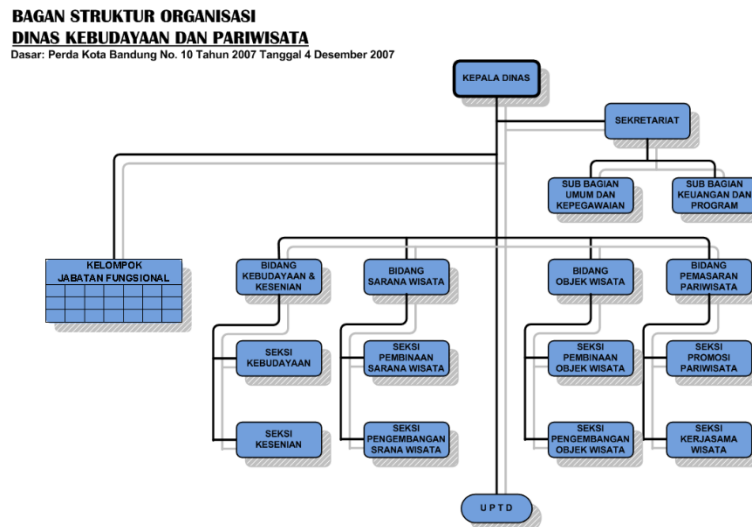 BAGAN STRUKTUR ORGANISASI
DINAS KEBUDAYAAN DAN PARIWISATA
Dasar: Perda Kota Bandung No. 10 Tahun 2007 Tanggal 4 Desember 2007
KEPALA DINAS
SEKRETARIAT
SUB BAGIAN
UMUM DAN
KEPEGAWAIAN
SUB BAGIAN
KEUANGAN DAN
PROGRAM
KELOMPOK
JABATAN FUNGSIONAL
BIDANG
KEBUDAYAAN &
KESENIAN
BIDANG
SARANA WISATA
BIDANG
OBJEK WISATA
BIDANG
PEMASARAN
PARIWISATA
SEKSI
KEBUDAYAAN
SEKSI
PEMBINAAN
SARANA WISATA
SEKSI
PEMBINAAN
OBJEK WISATA
SEKSI
PROMOSI
PARIWISATA
SEKSI
KESENIAN
SEKSI
PENGEMBANGAN
SRANA WISATA
SEKSI
PENGEMBANGAN
OBJEK WISATA
SEKSI
KERJASAMA
WISATA
U P T D